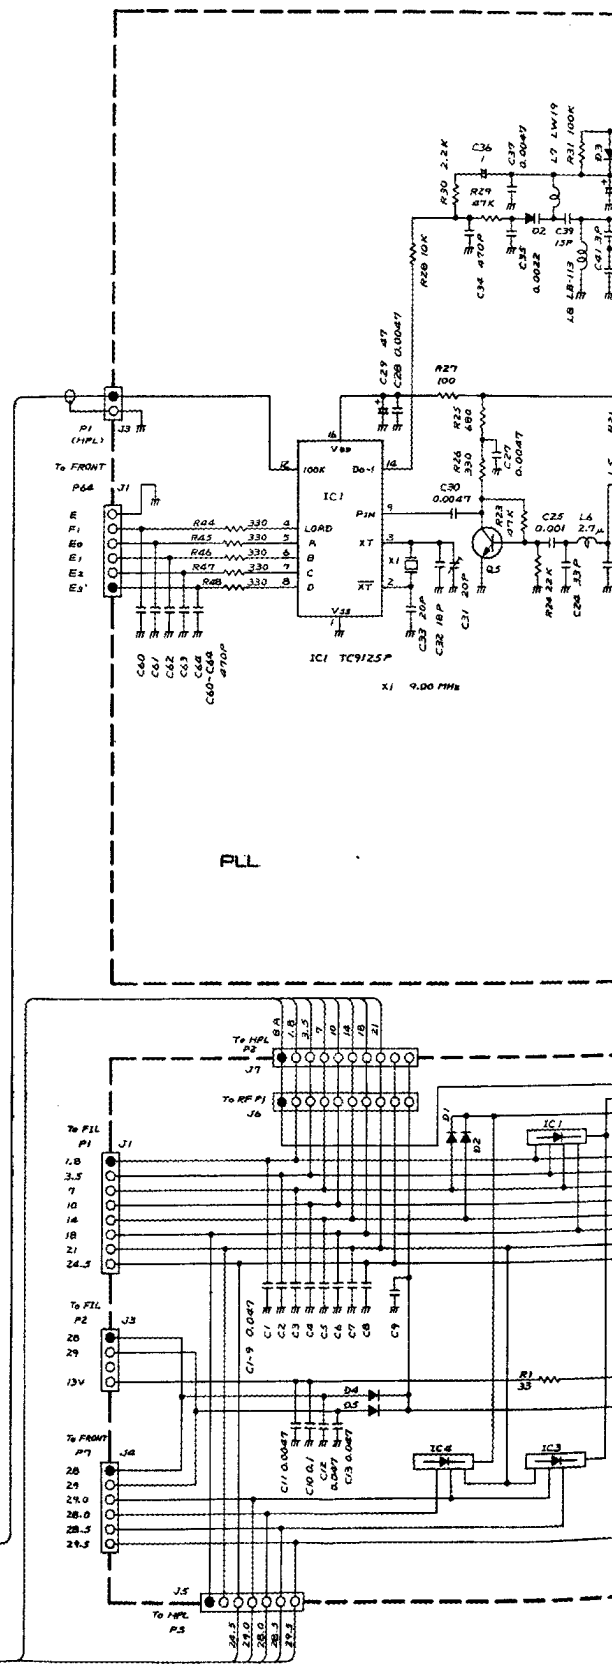 L7 LW19
R31 100K
D3
C37 0.0047
C36
1
R30 2.2K
R29
47K
D2
C39
15P
C41 3P
R28 10K
C34 470P
C35
0.0022
L8 LB-113
C29 47
C28 0.0047
R27
100
R25
680
R26
330
C27
0.0047
P1
(HPL)
J3
16
VDD
100K
Do-1
14
IC1
To FRONT
P64
J1
E
F1
E0
E1
E2
E3'
R44 330 4 LOAD
R45 330 5 A
R46 330 6 B
R47 330 7 C
R48 330 8 D
PIN
9
XT
3
XT
2
VSS
1
C30
0.0047
R23
47K
C25
0.001
L6
2.7μ
Q5
X1
C33 20P
C32 18P
C31 20P
R24 22K
C24 33P
C60
C61
C62
C63
C64
C60~C64
470P
IC1 TC9125P
X1 9.00 MHz
PLL
8A
1.8
3.5
7
10
14
18
21
To HPL
P2
J7
To RF P1
J6
To FIL
P1
J1
1.8
3.5
7
10
14
18
21
24.5
D1
D2
IC1
C1~9 0.047
C1
C2
C3
C4
C5
C6
C7
C8
C9
To FIL
P2
J3
28
29
13V
R1
33
D4
D5
C11 0.0047
C10 0.1
C12
0.047
C13 0.047
To FRONT
P7
J4
28
29
29.0
28.0
28.5
29.5
IC4
IC3
J5
To HPL
P3
24.5
29.0
28.0
28.5
29.5